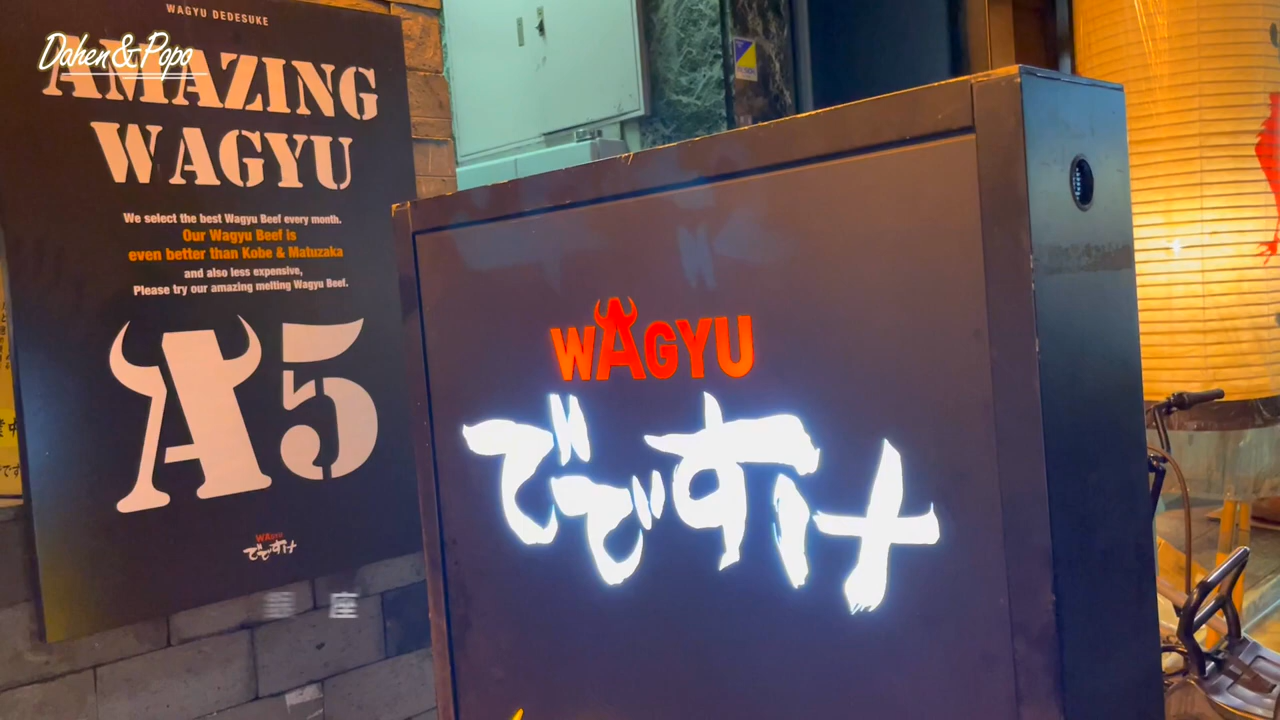 Dahen&Popo
WAGYU DEDESUKE
AMAZING
WAGYU
We select the best Wagyu Beef every month.
Our Wagyu Beef is
even better than Kobe & Matuzaka
and also less expensive,
Please try our amazing melting Wagyu Beef.
A5
WAGYU
でですけ
座
WAGYU
でですけ